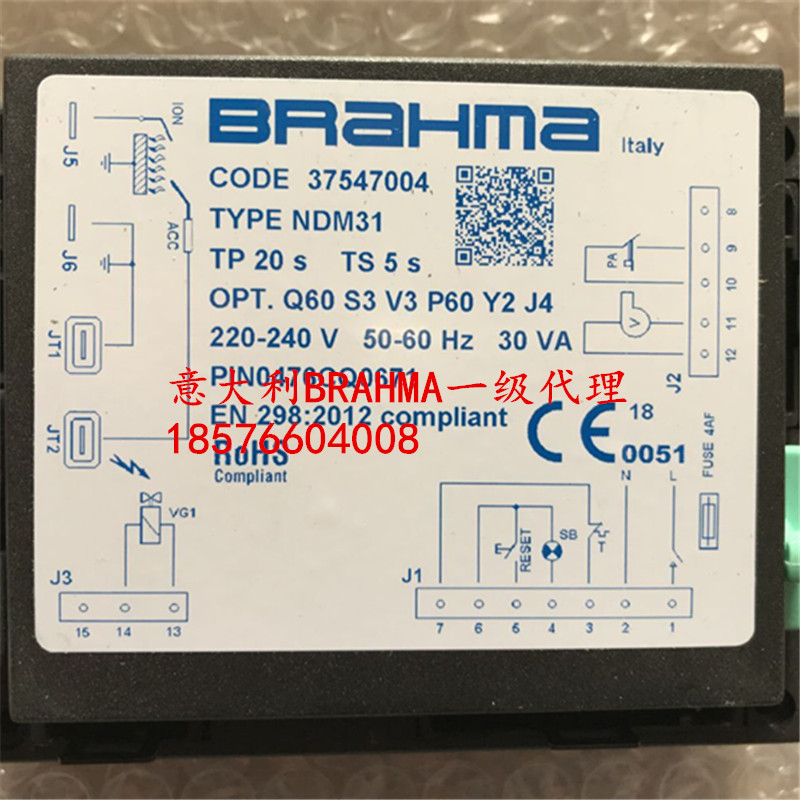 BRAHMA
Italy
CODE 37547004
TYPE NDM31
TP 20 s TS 5 s
OPT. Q60 S3 V3 P60 Y2 J4
220-240 V 50-60 Hz 30 VA
意大利BRAHMA一级代理
EN 298:2012 compliant
18576604008
RoHS
Compliant
CE 18
0051
ION
J5
J6
ACC
JT1
JT2
VG1
J3
15 14 13
8
9
PA
10
11
V
12
J2
FUSE 4AF
N L
SB
RESET
E
T
J1
7 6 5 4 3 2 1